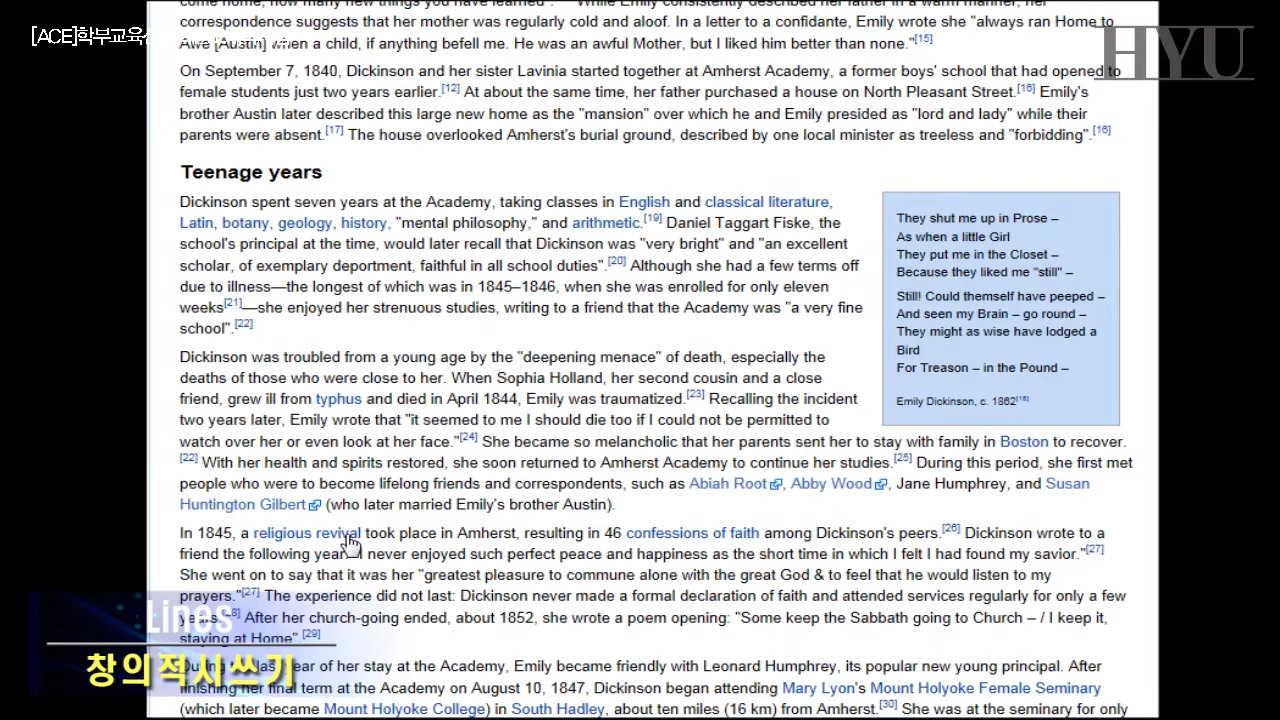 [ACE]학부교육
HYU
correspondence suggests that her mother was regularly cold and aloof. In a letter to a confidante, Emily wrote she "always ran Home to
Awe [Austin] when a child, if anything befell me. He was an awful Mother, but I liked him better than none."[15]
On September 7, 1840, Dickinson and her sister Lavinia started together at Amherst Academy, a former boys' school that had opened to
female students just two years earlier.[12] At about the same time, her father purchased a house on North Pleasant Street.[16] Emily's
brother Austin later described this large new home as the "mansion" over which he and Emily presided as "lord and lady" while their
parents were absent.[17] The house overlooked Amherst's burial ground, described by one local minister as treeless and "forbidding".[16]
Teenage years
Dickinson spent seven years at the Academy, taking classes in English and classical literature,
Latin, botany, geology, history, "mental philosophy," and arithmetic.[19] Daniel Taggart Fiske, the
school's principal at the time, would later recall that Dickinson was "very bright" and "an excellent
scholar, of exemplary deportment, faithful in all school duties".[20] Although she had a few terms off
due to illness—the longest of which was in 1845–1846, when she was enrolled for only eleven
weeks[21]—she enjoyed her strenuous studies, writing to a friend that the Academy was "a very fine
school".[22]
They shut me up in Prose –
As when a little Girl
They put me in the Closet –
Because they liked me "still" –
Still! Could themself have peeped –
And seen my Brain – go round –
They might as wise have lodged a
Bird
For Treason – in the Pound –
Emily Dickinson, c. 1862[18]
Dickinson was troubled from a young age by the "deepening menace" of death, especially the
deaths of those who were close to her. When Sophia Holland, her second cousin and a close
friend, grew ill from typhus and died in April 1844, Emily was traumatized.[23] Recalling the incident
two years later, Emily wrote that "it seemed to me I should die too if I could not be permitted to
watch over her or even look at her face."[24] She became so melancholic that her parents sent her to stay with family in Boston to recover.
[22] With her health and spirits restored, she soon returned to Amherst Academy to continue her studies.[25] During this period, she first met
people who were to become lifelong friends and correspondents, such as Abiah Root, Abby Wood, Jane Humphrey, and Susan
Huntington Gilbert (who later married Emily's brother Austin).
In 1845, a religious revival took place in Amherst, resulting in 46 confessions of faith among Dickinson's peers.[26] Dickinson wrote to a
friend the following year: I never enjoyed such perfect peace and happiness as the short time in which I felt I had found my savior."[27]
She went on to say that it was her "greatest pleasure to commune alone with the great God & to feel that he would listen to my
prayers."[27] The experience did not last: Dickinson never made a formal declaration of faith and attended services regularly for only a few
years. After her church-going ended, about 1852, she wrote a poem opening: "Some keep the Sabbath going to Church – / I keep it,
staying at Home".[29]
During last year of her stay at the Academy, Emily became friendly with Leonard Humphrey, its popular new young principal. After
finishing her final term at the Academy on August 10, 1847, Dickinson began attending Mary Lyon's Mount Holyoke Female Seminary
(which later became Mount Holyoke College) in South Hadley, about ten miles (16 km) from Amherst.[30] She was at the seminary for only
Lines
창의적시쓰기